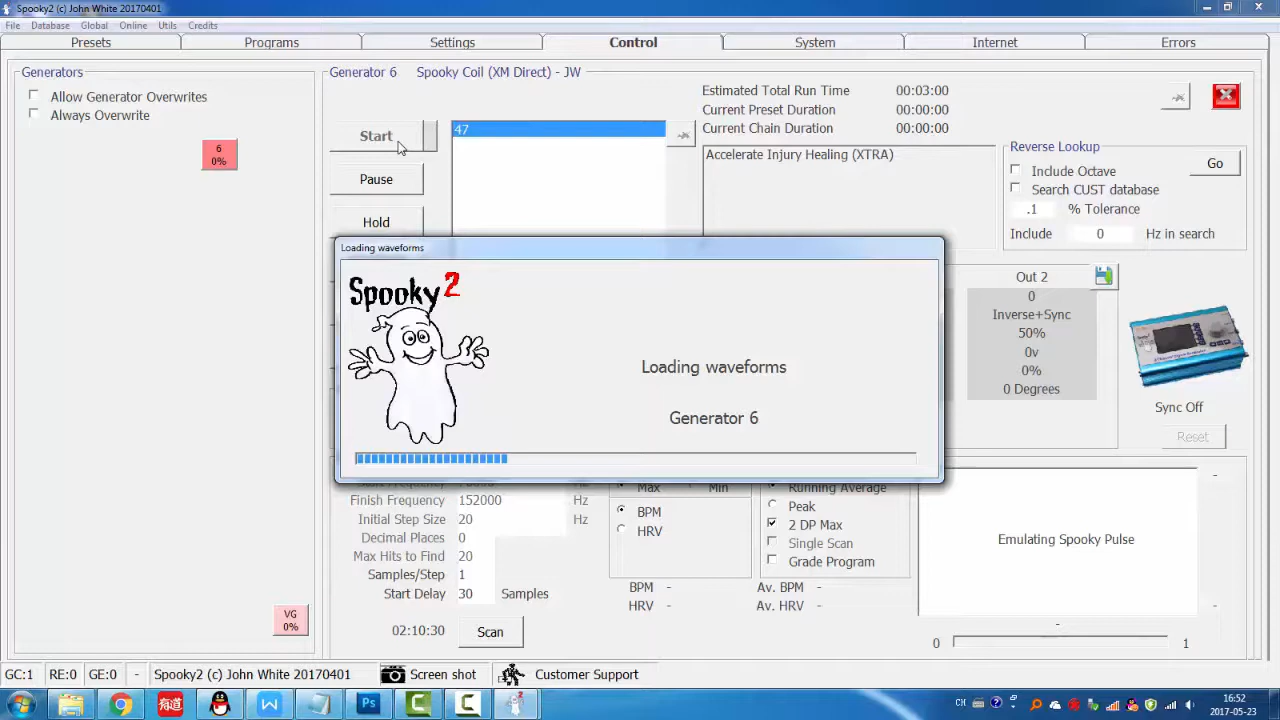 Spooky2 (c) John White 20170401
File Database Global Online Utils Credits
Presets Programs Settings Control System Internet Errors
Generators
Allow Generator Overwrites
Always Overwrite
6
0%
VG
0%
Generator 6 Spooky Coil (XM Direct) - JW
Start
Pause
Hold
47
Estimated Total Run Time 00:03:00
Current Preset Duration 00:00:00
Current Chain Duration 00:00:00
Accelerate Injury Healing (XTRA)
Reverse Lookup
Include Octave
Go
Search CUST database
.1 % Tolerance
Include 0 Hz in search
Loading waveforms
Spooky2
Loading waveforms
Generator 6
Out 2
0
Inverse+Sync
50%
0v
0%
0 Degrees
Sync Off
Reset
Finish Frequency 152000 Hz
Initial Step Size 20 Hz
Decimal Places 0
Max Hits to Find 20
Samples/Step 1
Start Delay 30 Samples
02:10:30 Scan
Max Min
BPM
HRV
BPM -
HRV -
Running Average
Peak
2 DP Max
Single Scan
Grade Program
Av. BPM -
Av. HRV -
Emulating Spooky Pulse
-
-
-
0 1
GC:1 RE:0 GE:0 - Spooky2 (c) John White 20170401 Screen shot Customer Support
有道
W
Ps
C
C
CH
16:52
2017-05-23